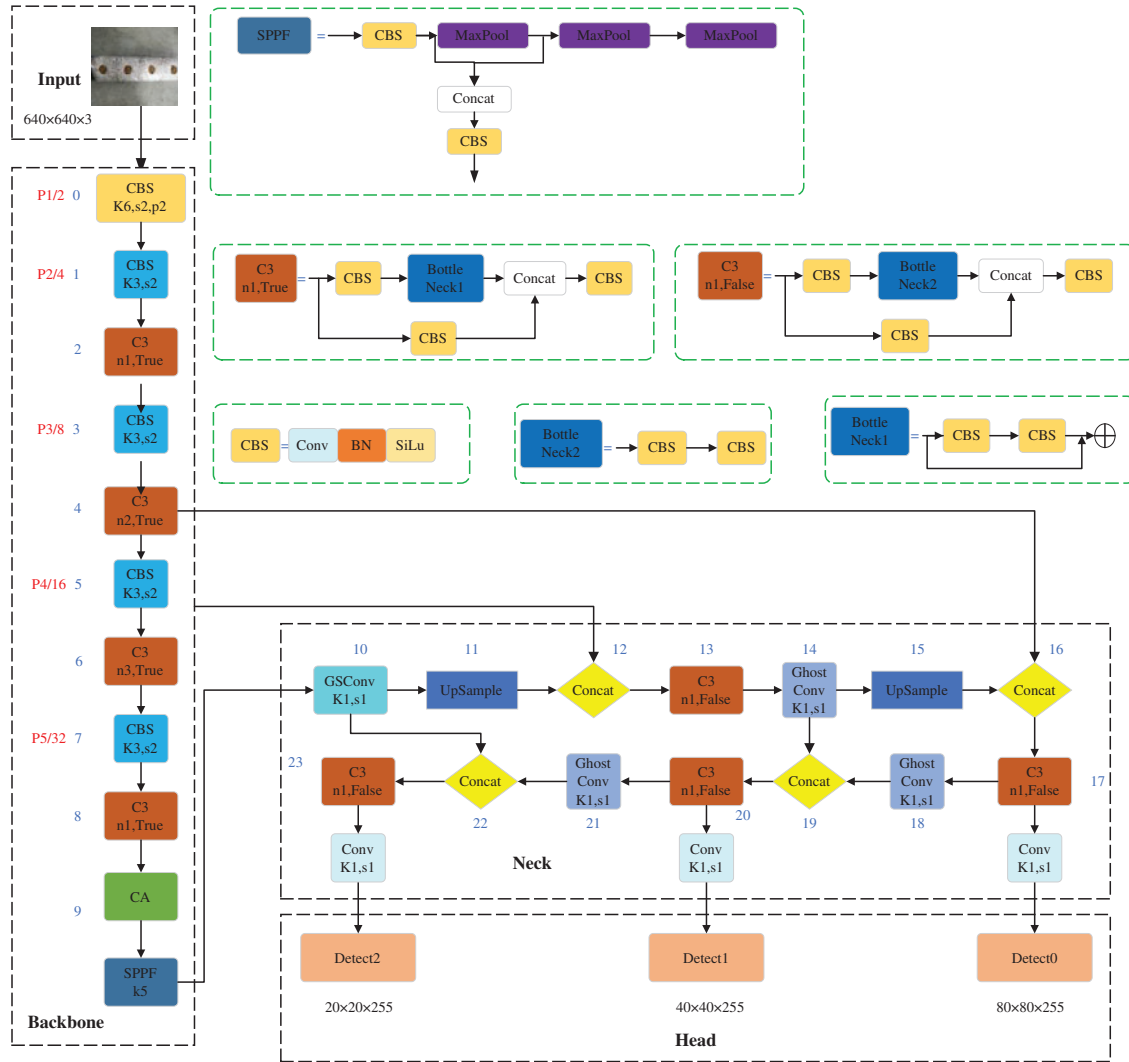 Input
640×640×3
SPPF
=
CBS
MaxPool
MaxPool
MaxPool
Concat
CBS
P1/2
0
CBS
K6,s2,p2
P2/4
1
CBS
K3,s2
2
C3
n1,True
P3/8
3
CBS
K3,s2
4
C3
n2,True
P4/16
5
CBS
K3,s2
6
C3
n3,True
P5/32
7
CBS
K3,s2
8
C3
n1,True
9
CA
SPPF
k5
Backbone
C3
n1,True
=
CBS
Bottle
Neck1
Concat
CBS
CBS
C3
n1,False
=
CBS
Bottle
Neck2
Concat
CBS
CBS
CBS
=
Conv
BN
SiLu
Bottle
Neck2
=
CBS
CBS
Bottle
Neck1
=
CBS
CBS
10
11
12
13
14
15
16
GSConv
K1,s1
UpSample
Concat
C3
n1,False
Ghost
Conv
K1,s1
UpSample
Concat
23
C3
n1,False
Concat
22
Ghost
Conv
K1,s1
21
C3
n1,False
20
Concat
19
Ghost
Conv
K1,s1
18
C3
n1,False
17
Conv
K1,s1
Neck
Conv
K1,s1
Conv
K1,s1
Detect2
Detect1
Detect0
20×20×255
40×40×255
80×80×255
Head